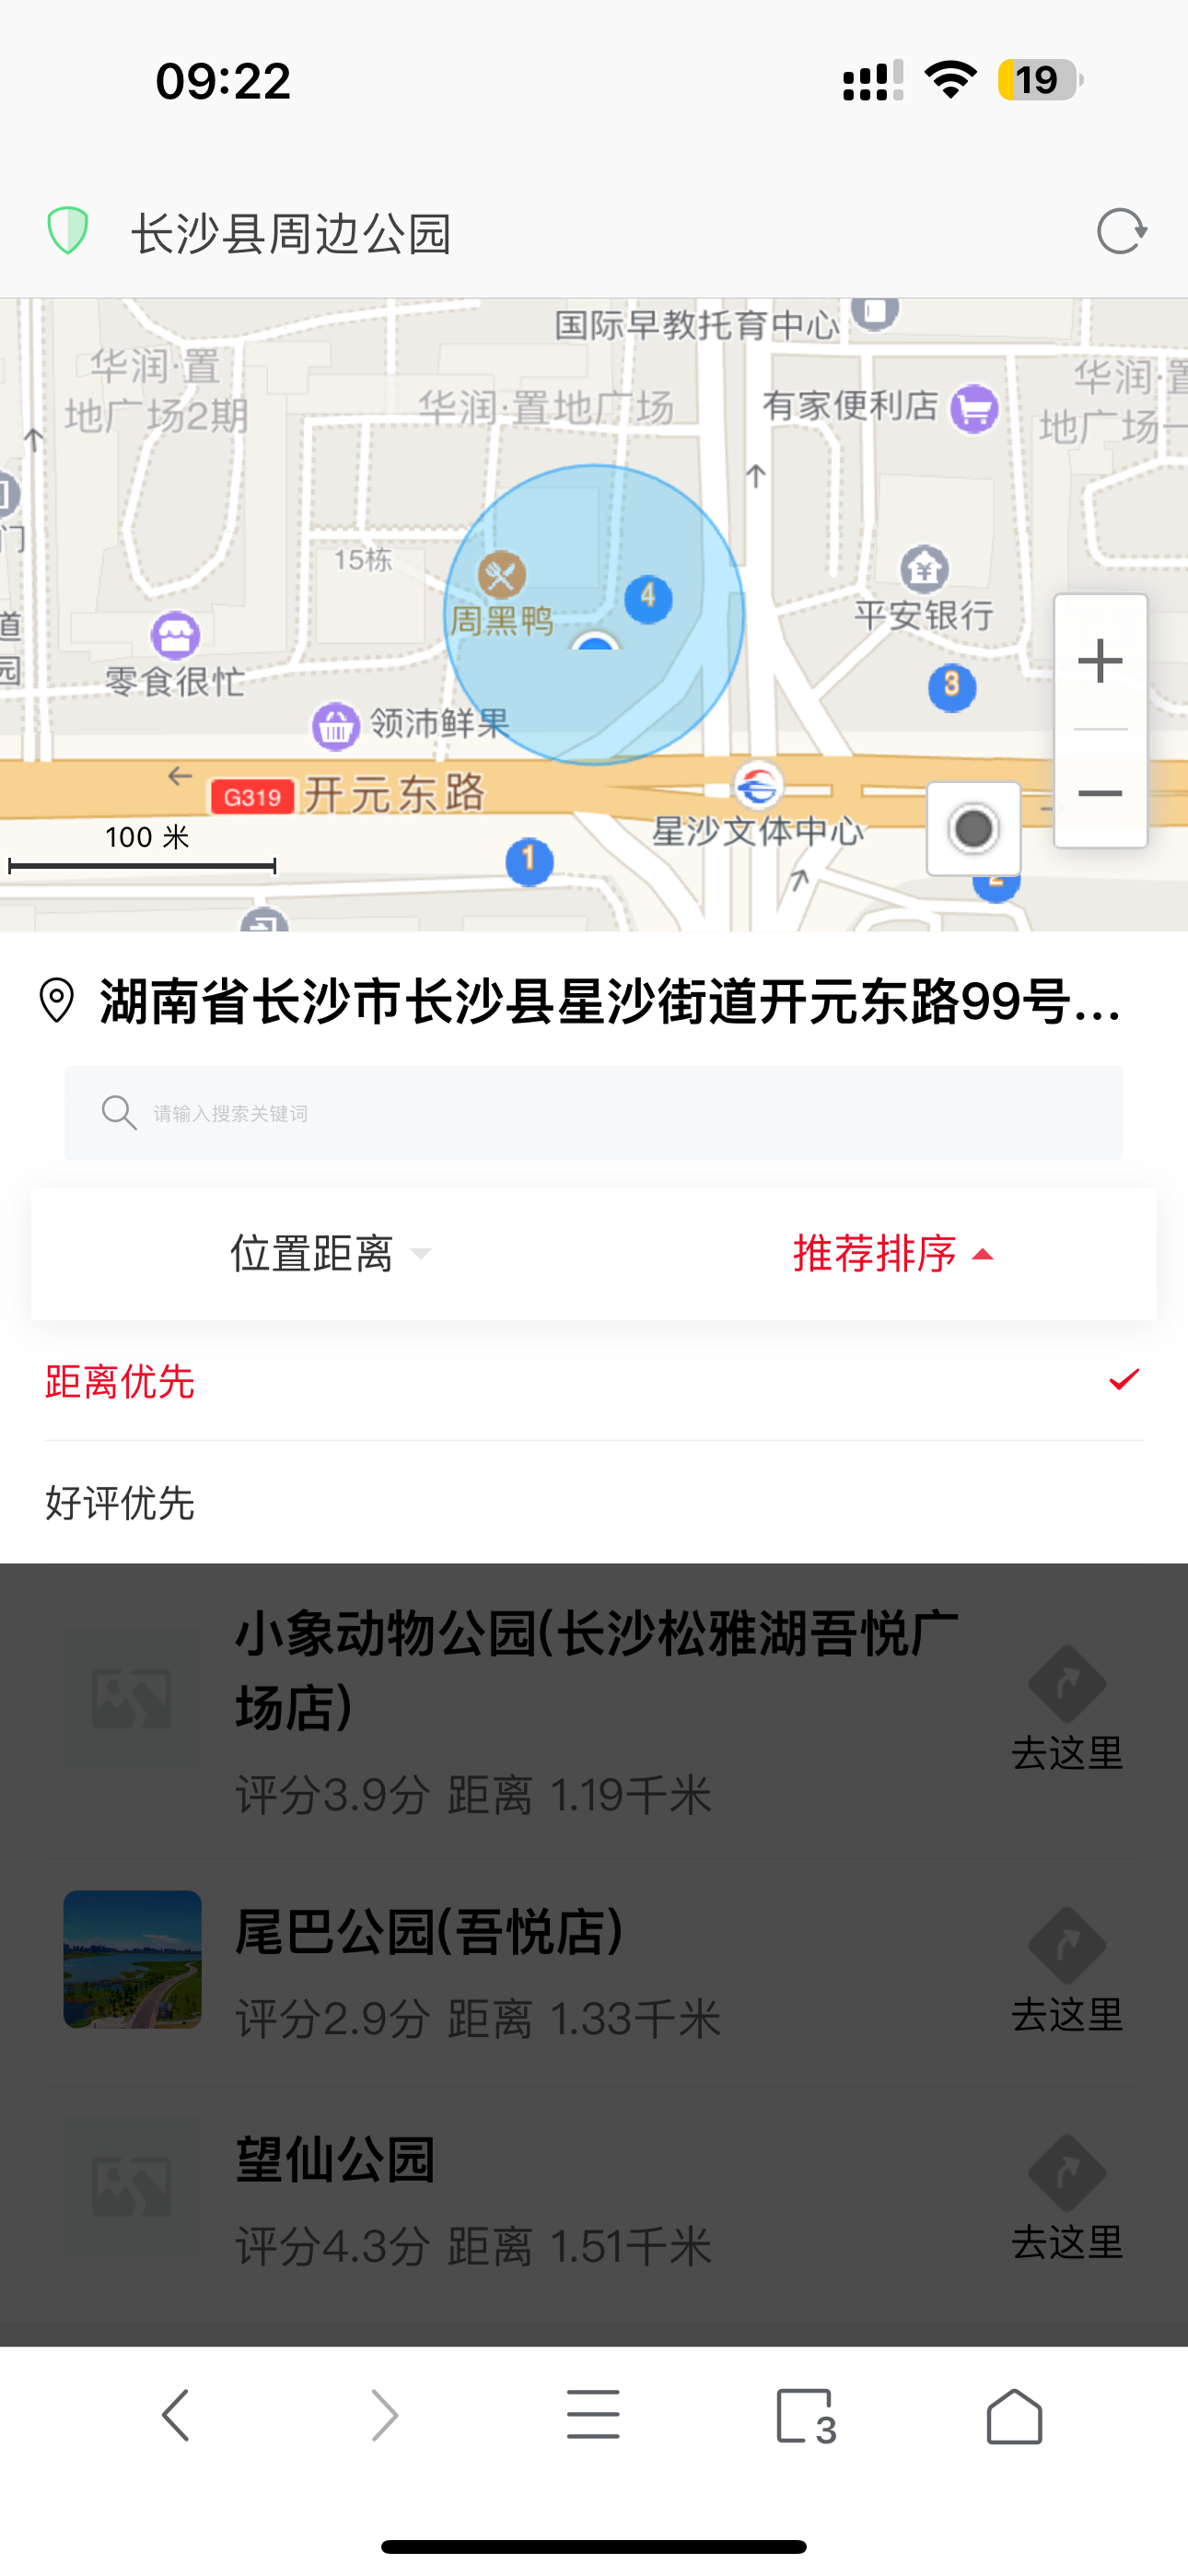 09:22
19
长沙县周边公园
国际早教托育中心
华润·置
地广场2期
华润·置地广场
有家便利店
华润·置
地广场一
门
15栋
周黑鸭
4
平安银行
道
园
零食很忙
3
领沛鲜果
G319
开元东路
100 米
星沙文体中心
1
2
湖南省长沙市长沙县星沙街道开元东路99号...
请输入搜索关键词
位置距离
推荐排序
距离优先
好评优先
小象动物公园(长沙松雅湖吾悦广
场店)
评分3.9分 距离 1.19千米
去这里
尾巴公园(吾悦店)
评分2.9分 距离 1.33千米
去这里
望仙公园
评分4.3分 距离 1.51千米
去这里
3